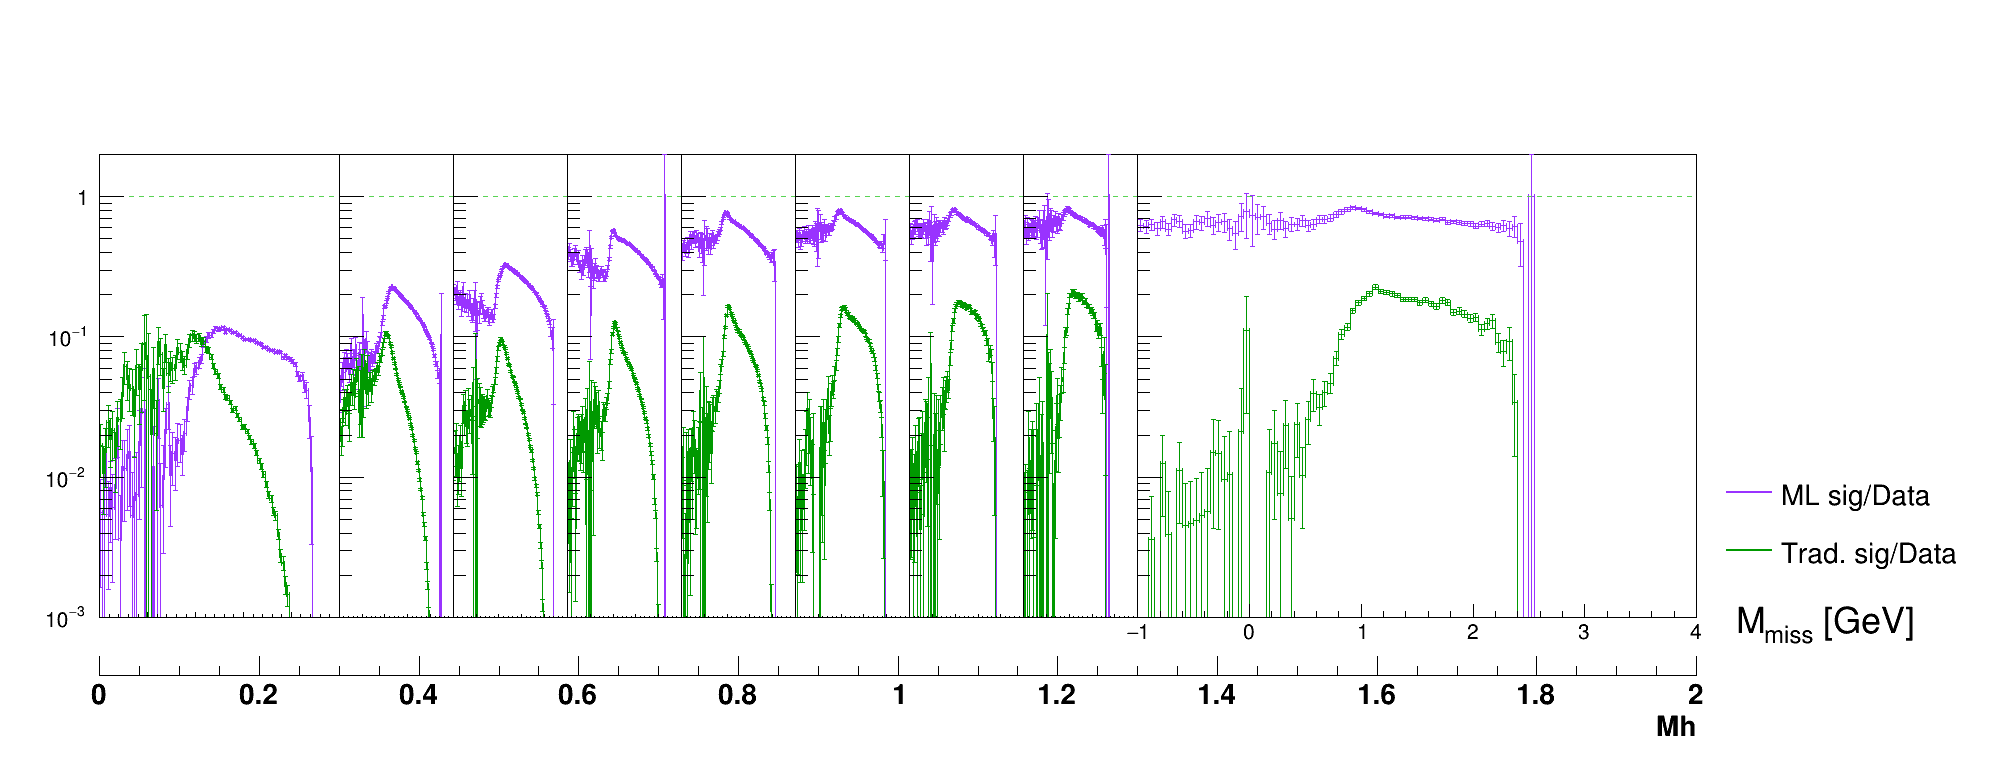 1
10−1
10−2
10−3
−1 0 1 2 3 4
ML sig/Data
Trad. sig/Data
Mmiss [GeV]
0 0.2 0.4 0.6 0.8 1 1.2 1.4 1.6 1.8 2
Mh